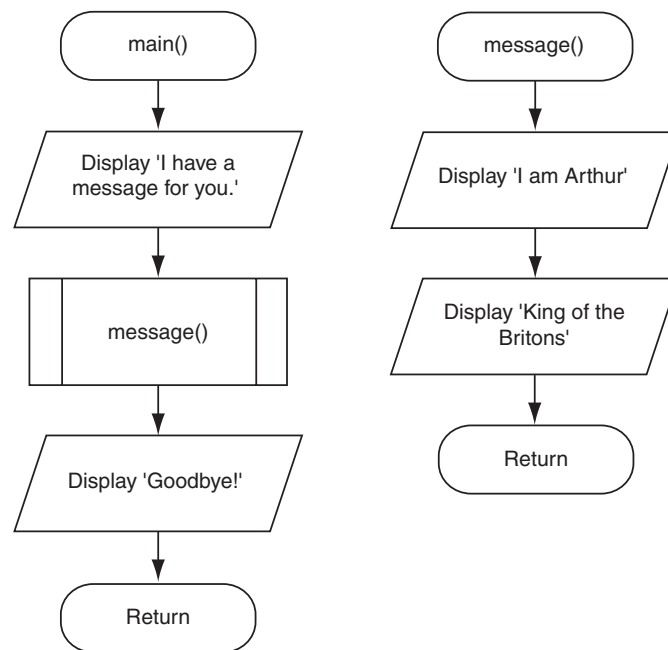 main()
Display 'I have a
message for you.'
message()
Display 'Goodbye!'
Return
message()
Display 'I am Arthur'
Display 'King of the
Britons'
Return